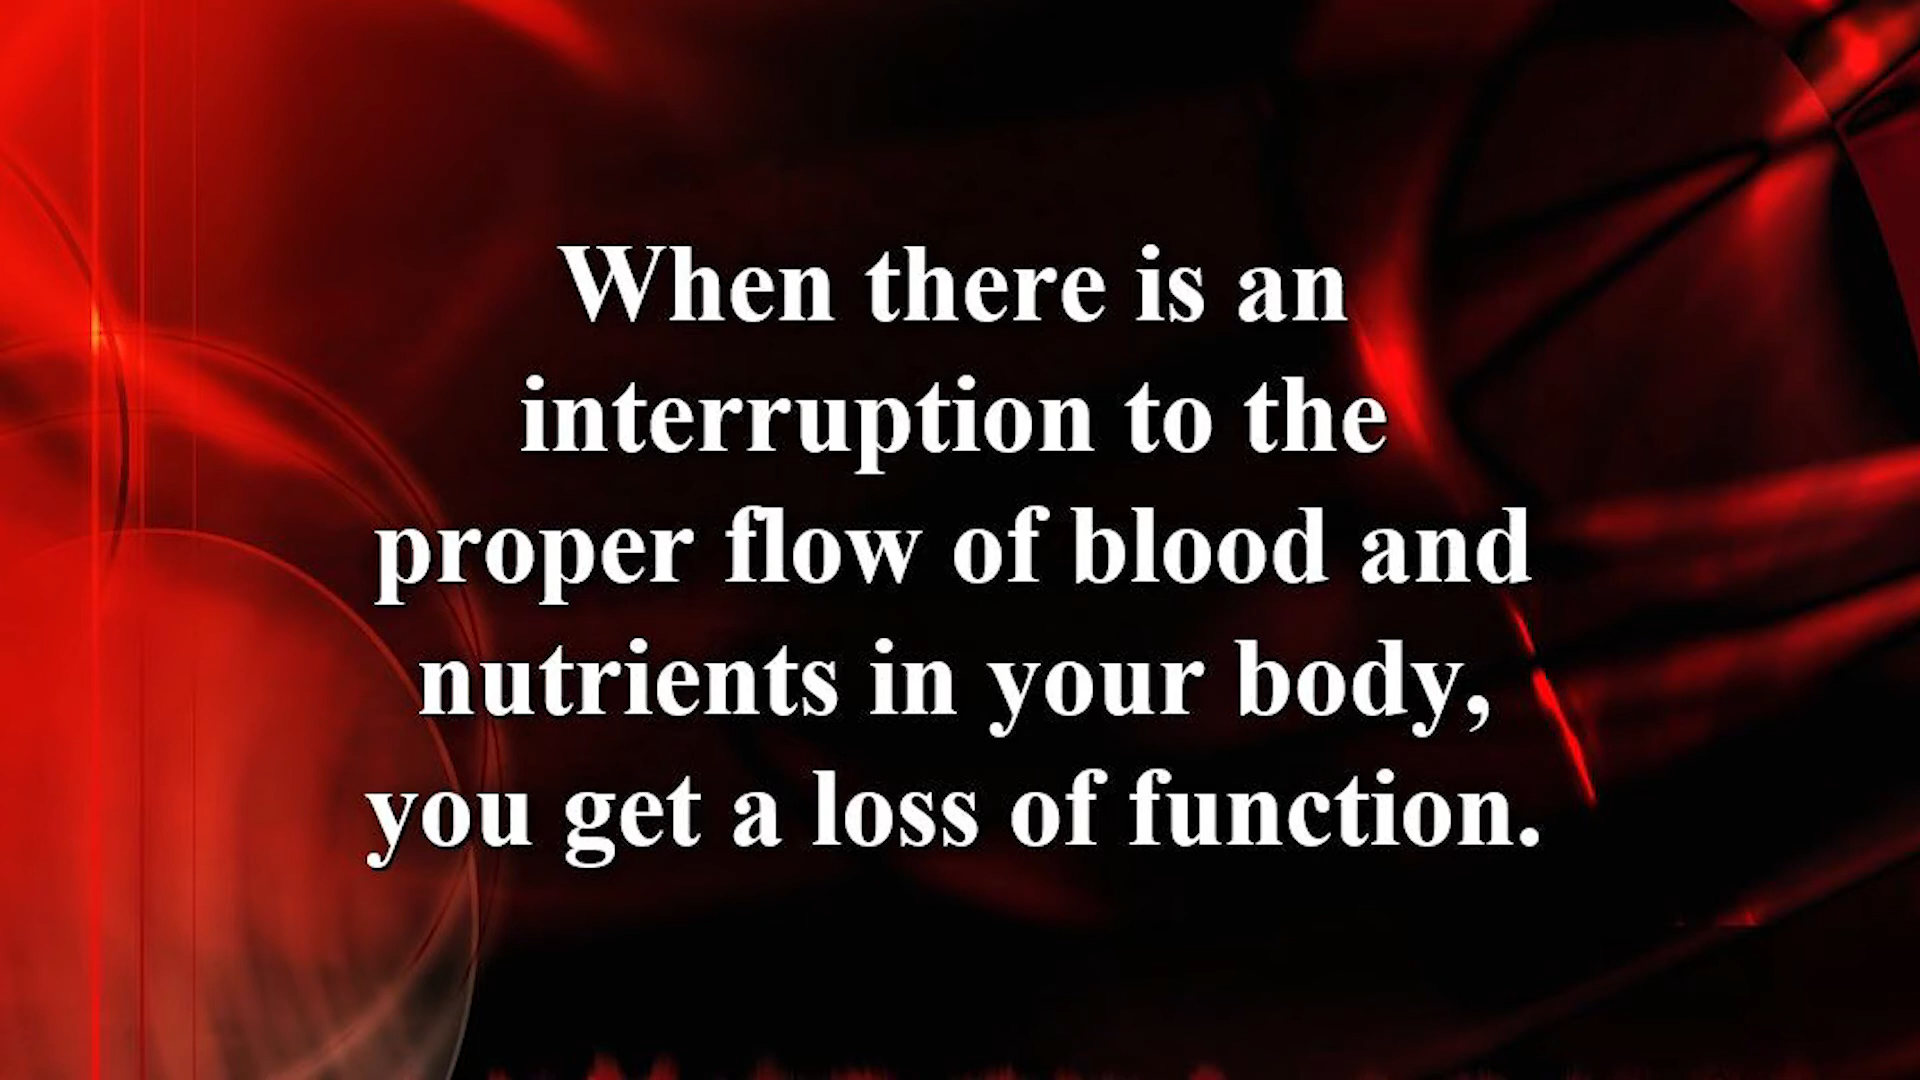 When there is an
interruption to the
proper flow of blood and
nutrients in your body,
you get a loss of function.